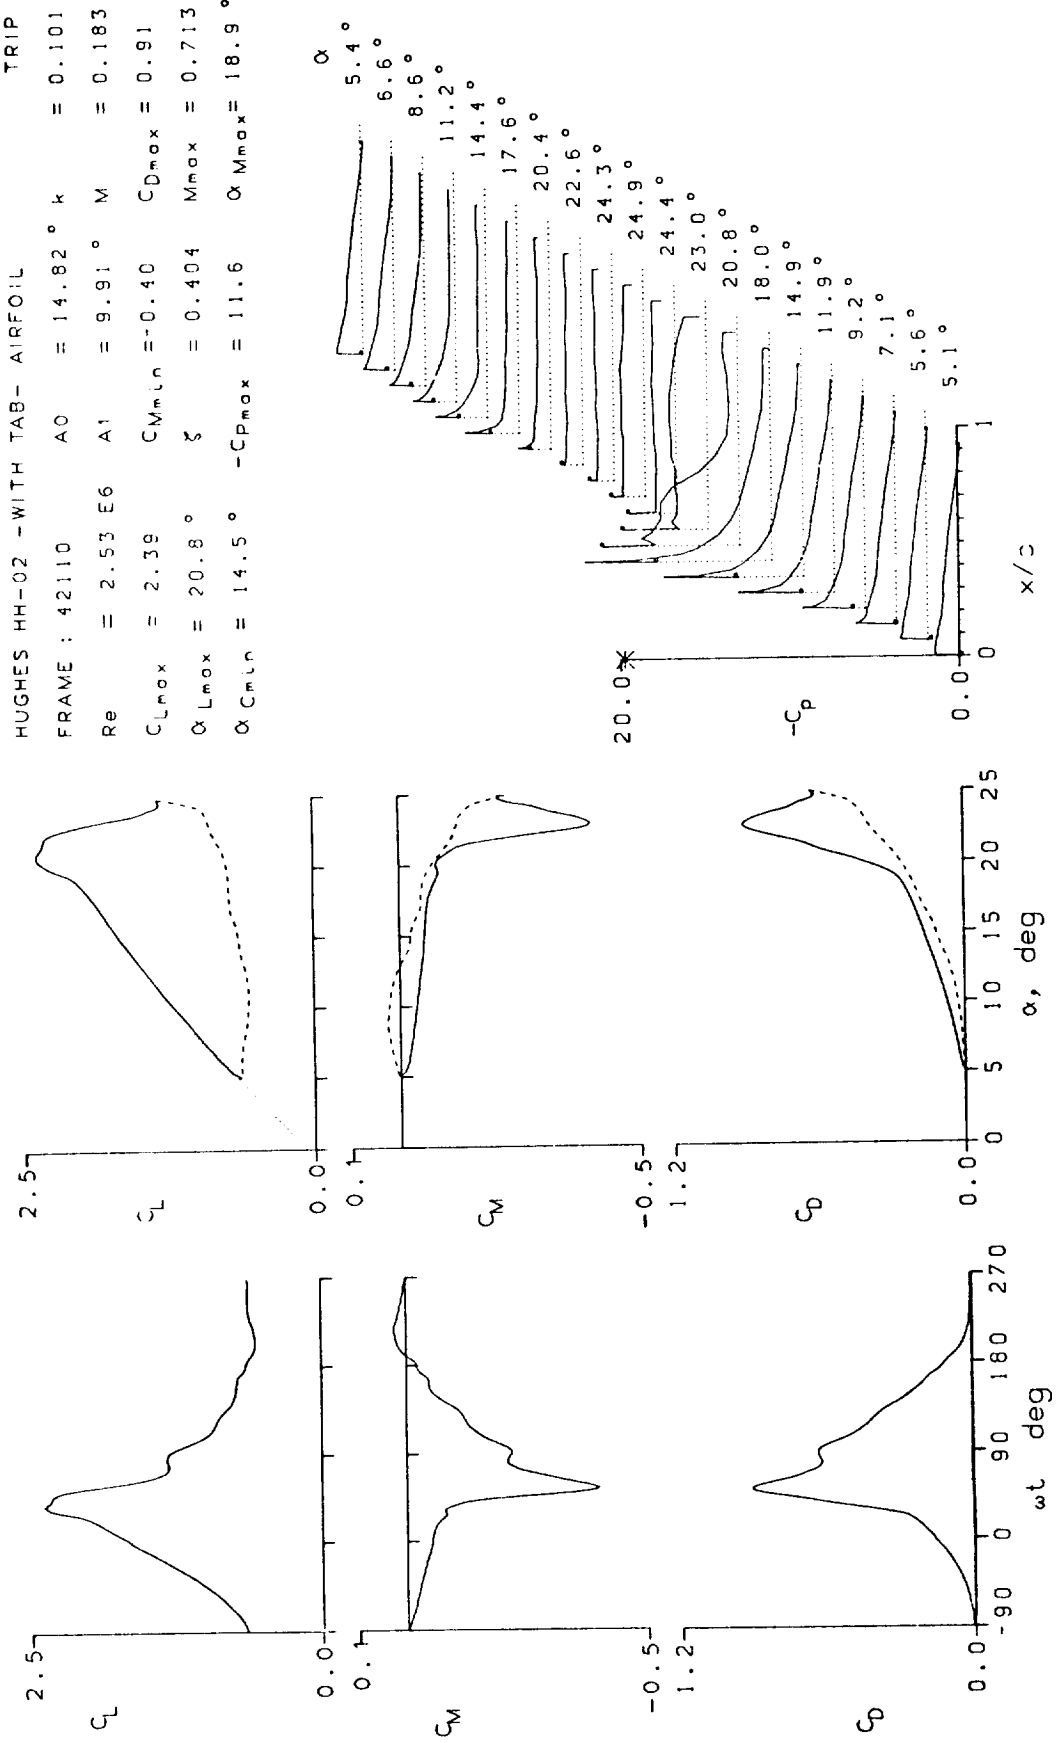 HUGHES HH-02 -WITH TAB- AIRFOIL TRIP
FRAME : 42110 A0 = 14.82° k = 0.101
Re = 2.53 E6 A1 = 9.91° M = 0.183
CLmax = 2.39 CMmin =-0.40 CDmax = 0.91
αLmax = 20.8° ζ = 0.404 Mmax = 0.713
αCmin = 14.5° -CPmax = 11.6 αMmax = 18.9°
2.5
CL
0.0
0.1
CM
-0.5
1.2
CD
0.0
-90 0 90 180 270
ωt deg
2.5
CL
0.0
0.1
CM
-0.5
1.2
CD
0.0
0 5 10 15 20 25
α, deg
α
5.4°
6.6°
8.6°
11.2°
14.4°
17.6°
20.4°
22.6°
24.3°
24.9°
24.4°
23.0°
20.8°
18.0°
14.9°
11.9°
9.2°
7.1°
5.6°
5.1°
20.0
-Cp
0.0
0 1
x/c